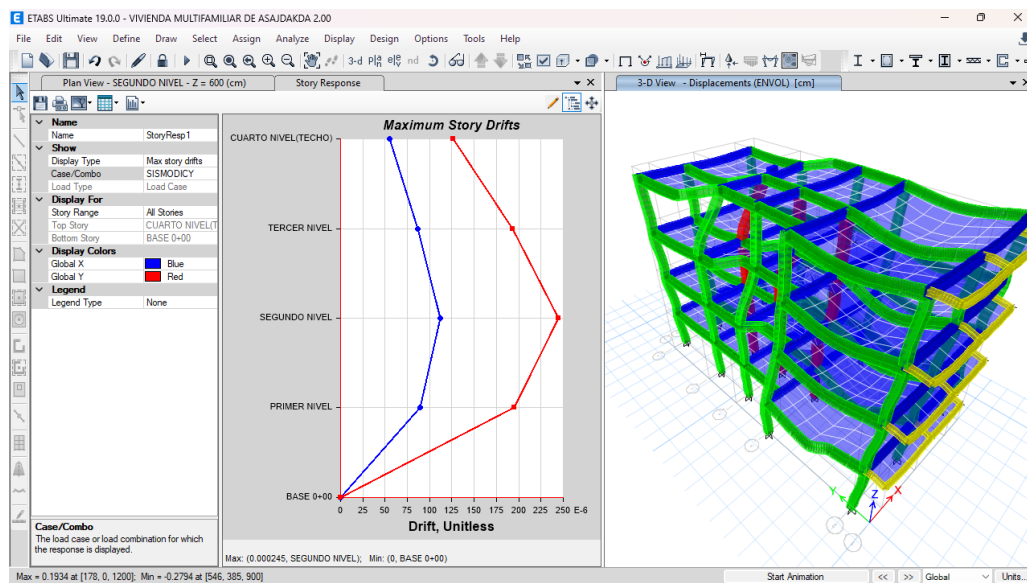 ETABS Ultimate 19.0.0 - VIVIENDA MULTIFAMILIAR DE ASAJDAKDA 2.00
File Edit View Define Draw Select Assign Analyze Display Design Options Tools Help
3-d
nd
Plan View - SEGUNDO NIVEL - Z = 600 (cm)
Story Response
Name
Name StoryResp1
Show
Display Type Max story drifts
Case/Combo SISMODICY
Load Type Load Case
Display For
Story Range All Stories
Top Story CUARTO NIVEL(T
Bottom Story BASE 0+00
Display Colors
Global X Blue
Global Y Red
Legend
Legend Type None
Case/Combo
The load case or load combination for which
the response is displayed.
Maximum Story Drifts
CUARTO NIVEL(TECHO)
TERCER NIVEL
SEGUNDO NIVEL
PRIMER NIVEL
BASE 0+00
0 25 50 75 100 125 150 175 200 225 250 E-6
Drift, Unitless
Max: (0.000245, SEGUNDO NIVEL); Min: (0, BASE 0+00)
3-D View - Displacements (ENVOL) [cm]
Y Z X
Max = 0.1934 at [178, 0, 1200]; Min = -0.2794 at [546, 385, 900]
Start Animation << >> Global Units...